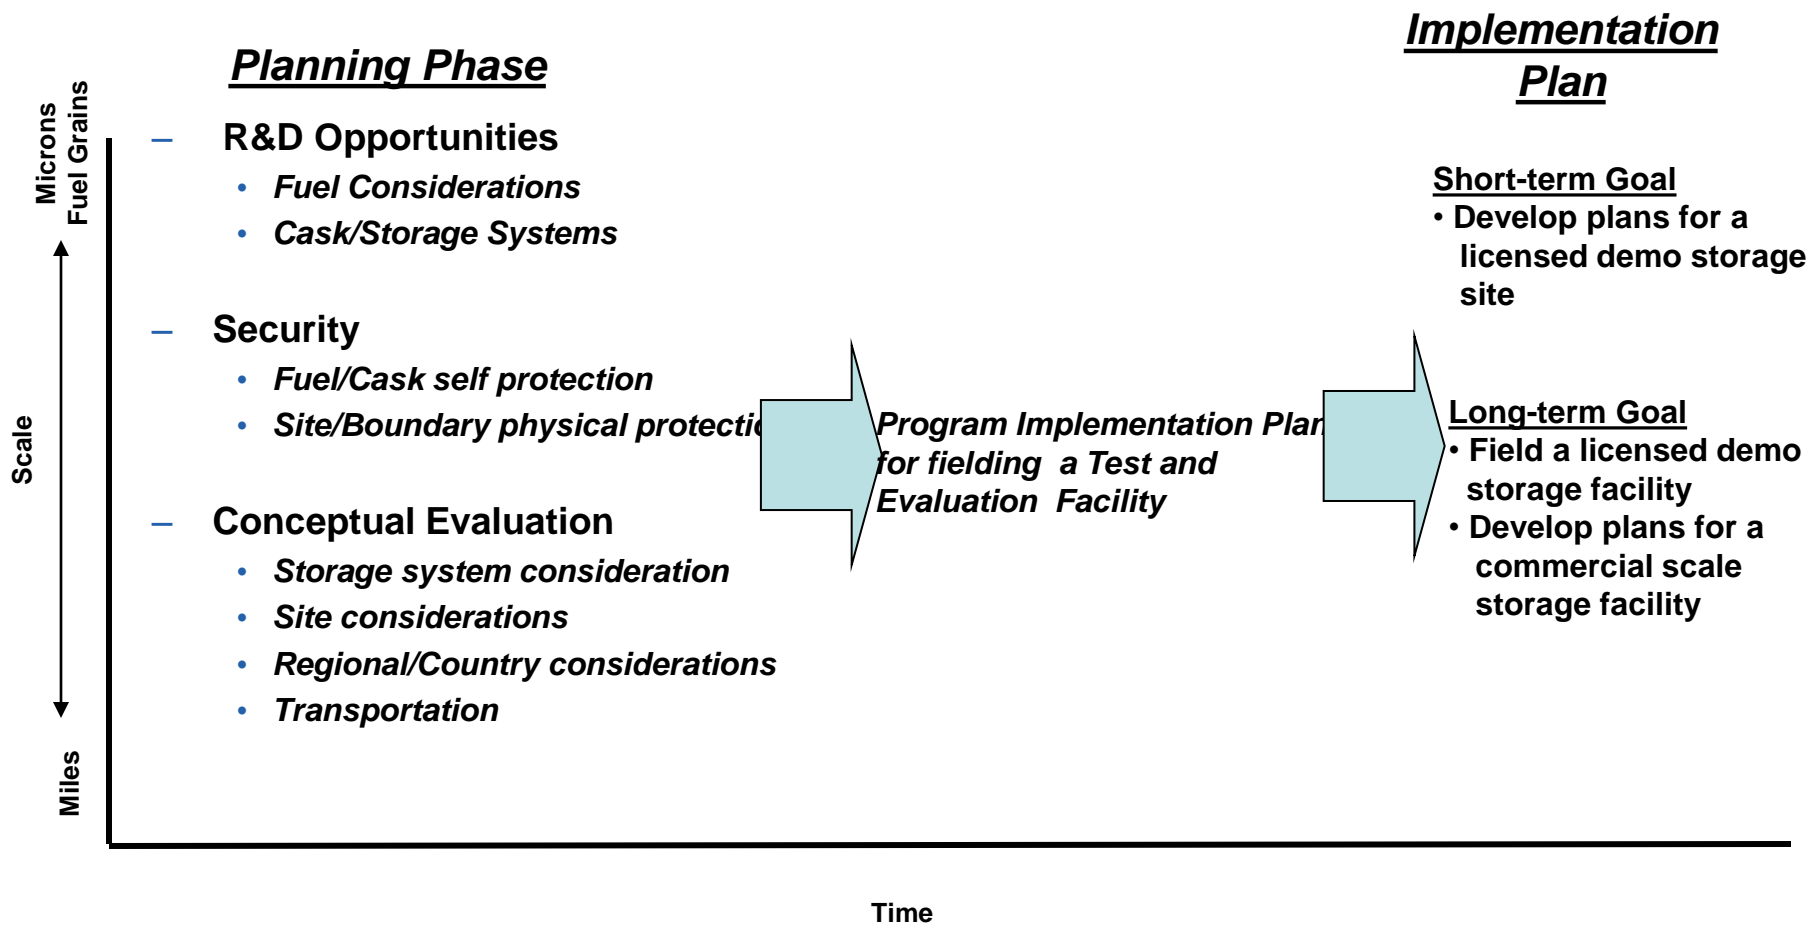 Planning Phase
– R&D Opportunities
• Fuel Considerations
• Cask/Storage Systems
– Security
• Fuel/Cask self protection
• Site/Boundary physical protectio
– Conceptual Evaluation
• Storage system consideration
• Site considerations
• Regional/Country considerations
• Transportation
Program Implementation Plan
for fielding a Test and
Evaluation Facility
Implementation
Plan
Short-term Goal
• Develop plans for a
licensed demo storage
site
Long-term Goal
• Field a licensed demo
storage facility
• Develop plans for a
commercial scale
storage facility
Microns
Fuel Grains
Scale
Miles
Time